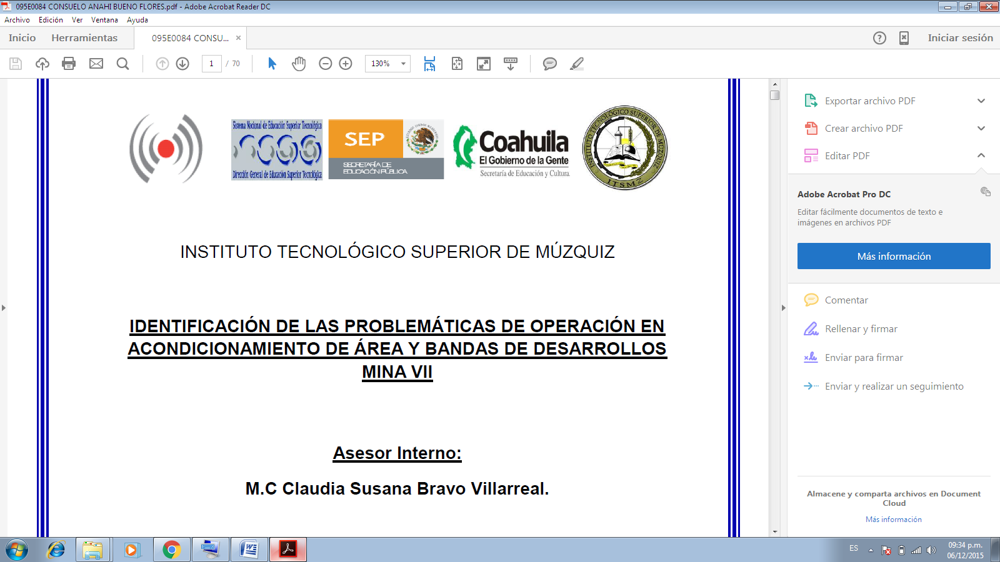 095E0084 CONSUELO ANAHI BUENO FLORES.pdf - Adobe Acrobat Reader DC
Archivo Edición Ver Ventana Ayuda
Inicio Herramientas 095E0084 CONSU... × Iniciar sesión
1 / 70 130%
Sistema Nacional de Educación Superior Tecnológica
Dirección General de Educación Superior Tecnológica
SEP
SECRETARÍA DE
EDUCACIÓN PÚBLICA
ESTADOS UNIDOS MEXICANOS
Coahuila
El Gobierno de la Gente
Secretaría de Educación y Cultura.
INSTITUTO TECNOLÓGICO SUPERIOR DE MÚZQUIZ
ITSMZ
INSTITUTO TECNOLÓGICO SUPERIOR DE MÚZQUIZ
IDENTIFICACIÓN DE LAS PROBLEMÁTICAS DE OPERACIÓN EN
ACONDICIONAMIENTO DE ÁREA Y BANDAS DE DESARROLLOS
MINA VII
Asesor Interno:
M.C Claudia Susana Bravo Villarreal.
Exportar archivo PDF
Crear archivo PDF
Editar PDF
Adobe Acrobat Pro DC
Editar fácilmente documentos de texto e
imágenes en archivos PDF
Más información
Comentar
Rellenar y firmar
Enviar para firmar
Enviar y realizar un seguimiento
Almacene y comparta archivos en Document
Cloud
Más información
ES
09:34 p.m.
06/12/2015